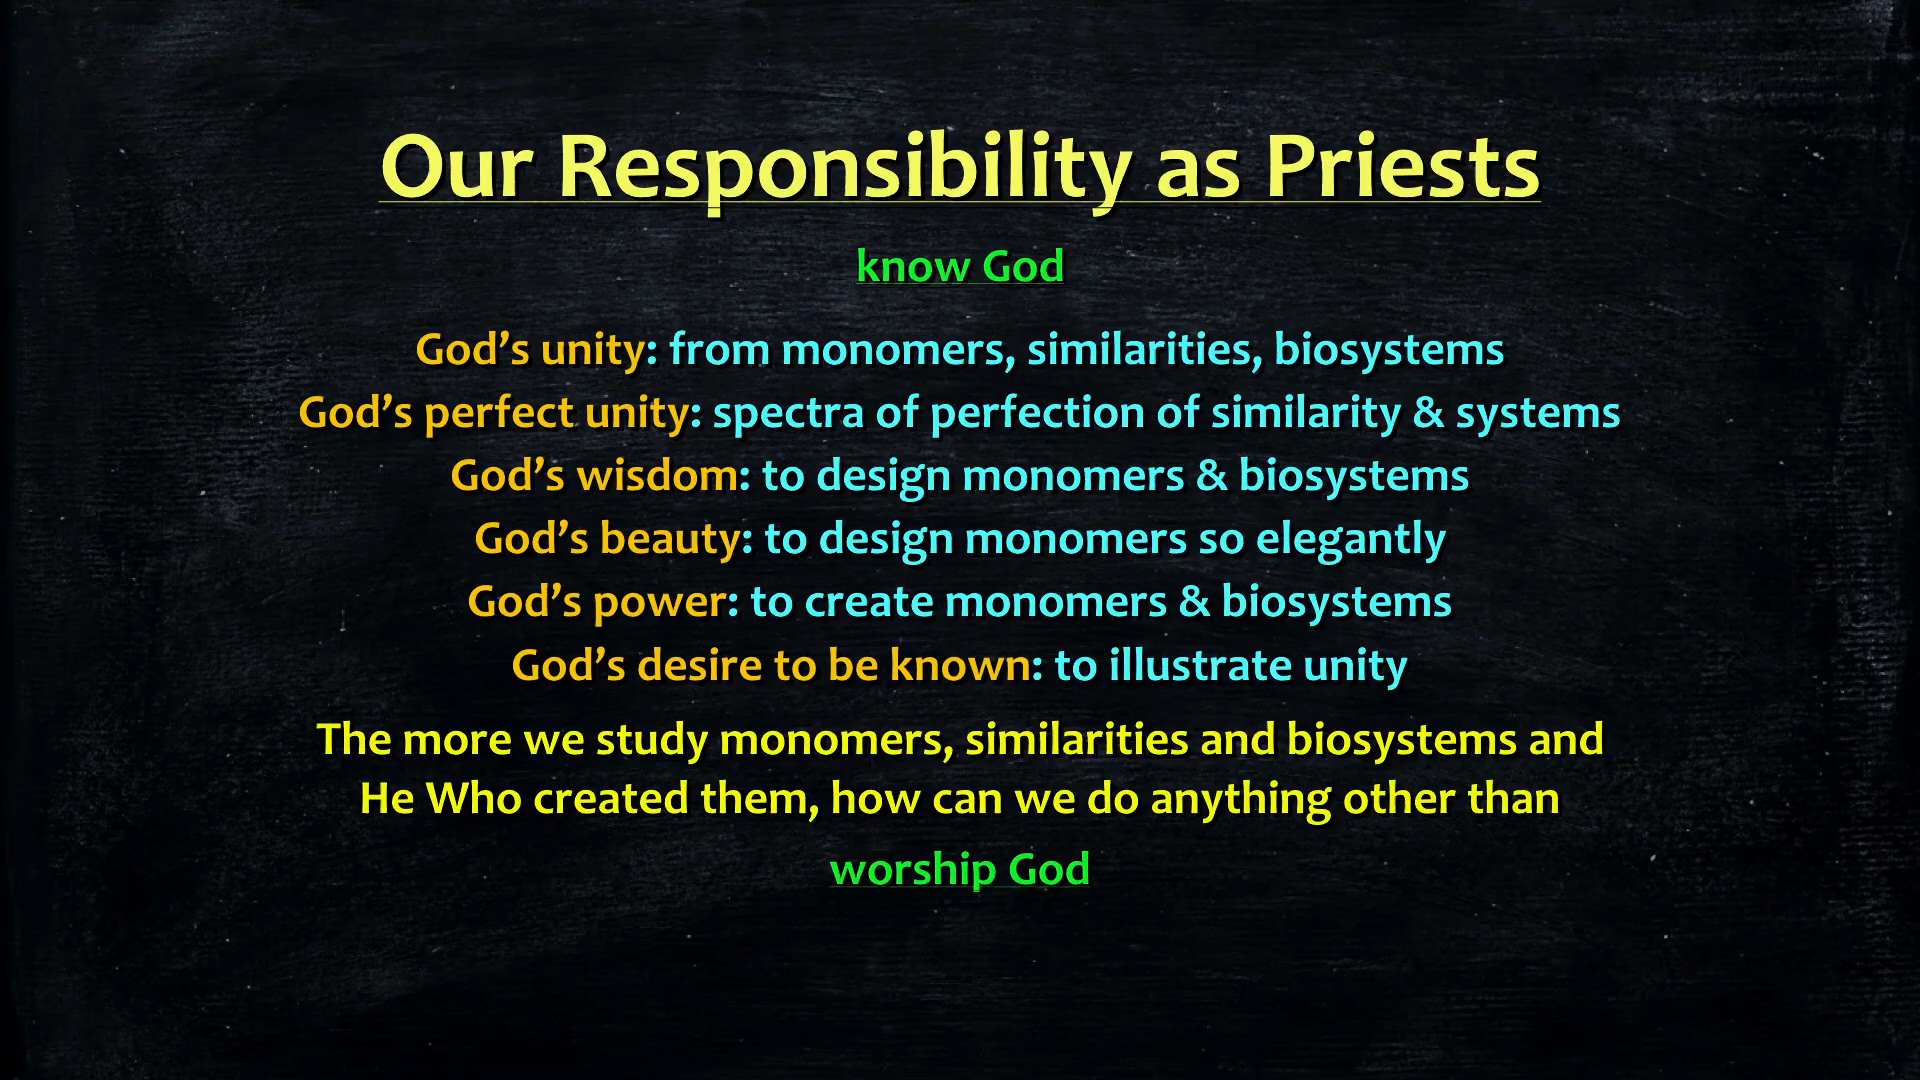 Our Responsibility as Priests
know God
God’s unity: from monomers, similarities, biosystems
God’s perfect unity: spectra of perfection of similarity & systems
God’s wisdom: to design monomers & biosystems
God’s beauty: to design monomers so elegantly
God’s power: to create monomers & biosystems
God’s desire to be known: to illustrate unity
The more we study monomers, similarities and biosystems and
He Who created them, how can we do anything other than
worship God